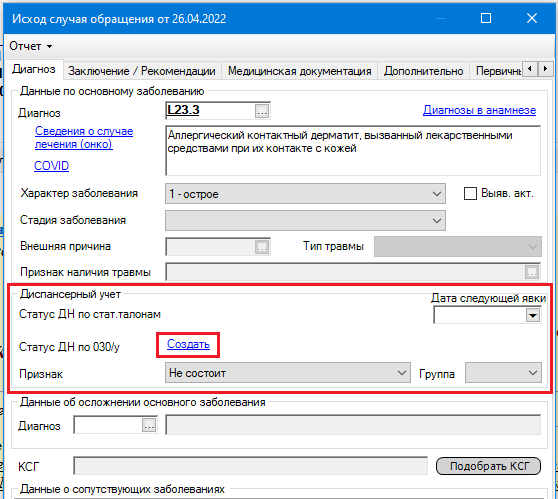 Исход случая обращения от 26.04.2022
Отчет
Диагноз Заключение / Рекомендации Медицинская документация Дополнительно Первичны
Данные по основному заболеванию
Диагноз L23.3 ... Диагнозы в анамнезе
Сведения о случае лечения (онко)
COVID
Аллергический контактный дерматит, вызванный лекарственными
средствами при их контакте с кожей
Характер заболевания 1 - острое Выяв. акт.
Стадия заболевания
Внешняя причина ... Тип травмы
Признак наличия травмы ...
Диспансерный учет
Дата следующей явки
Статус ДН по стат.талонам
Статус ДН по 030/у Создать
Признак Не состоит Группа
Данные об осложнении основного заболевания
Диагноз ...
КСГ Подобрать КСГ
Данные о сопутствующих заболеваниях